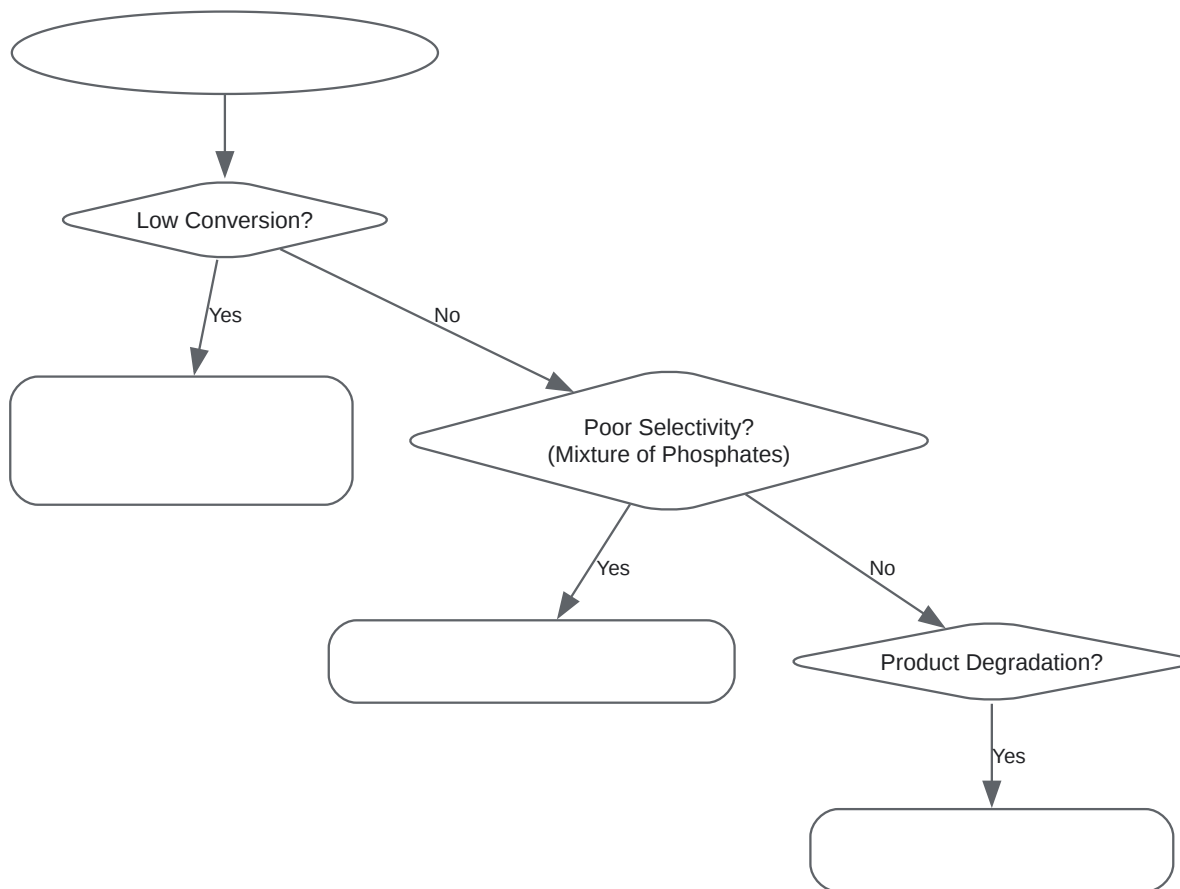 Low Conversion?
Yes
No
Poor Selectivity?
(Mixture of Phosphates)
Yes
No
Product Degradation?
Yes